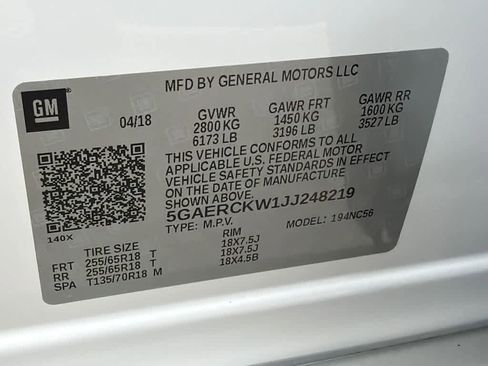 MFD BY GENERAL MOTORS LLC
GM
04/18 GVWR GAWR FRT GAWR RR
2800 KG 1450 KG 1600 KG
6173 LB 3196 LB 3527 LB
THIS VEHICLE CONFORMS TO ALL
APPLICABLE U.S. FEDERAL MOTOR
VEHICLE SAFETY STANDARDS IN EFFECT
ON THE DATE OF MANUFACTURE
SHOWN ABOVE.
5GAERCKW1JJ248219
TYPE: M.P.V. MODEL: 194NC56
140X
TIRE SIZE RIM
FRT 255/65R18 T 18X7.5J
RR 255/65R18 T 18X7.5J
SPA T135/70R18 M 18X4.5B